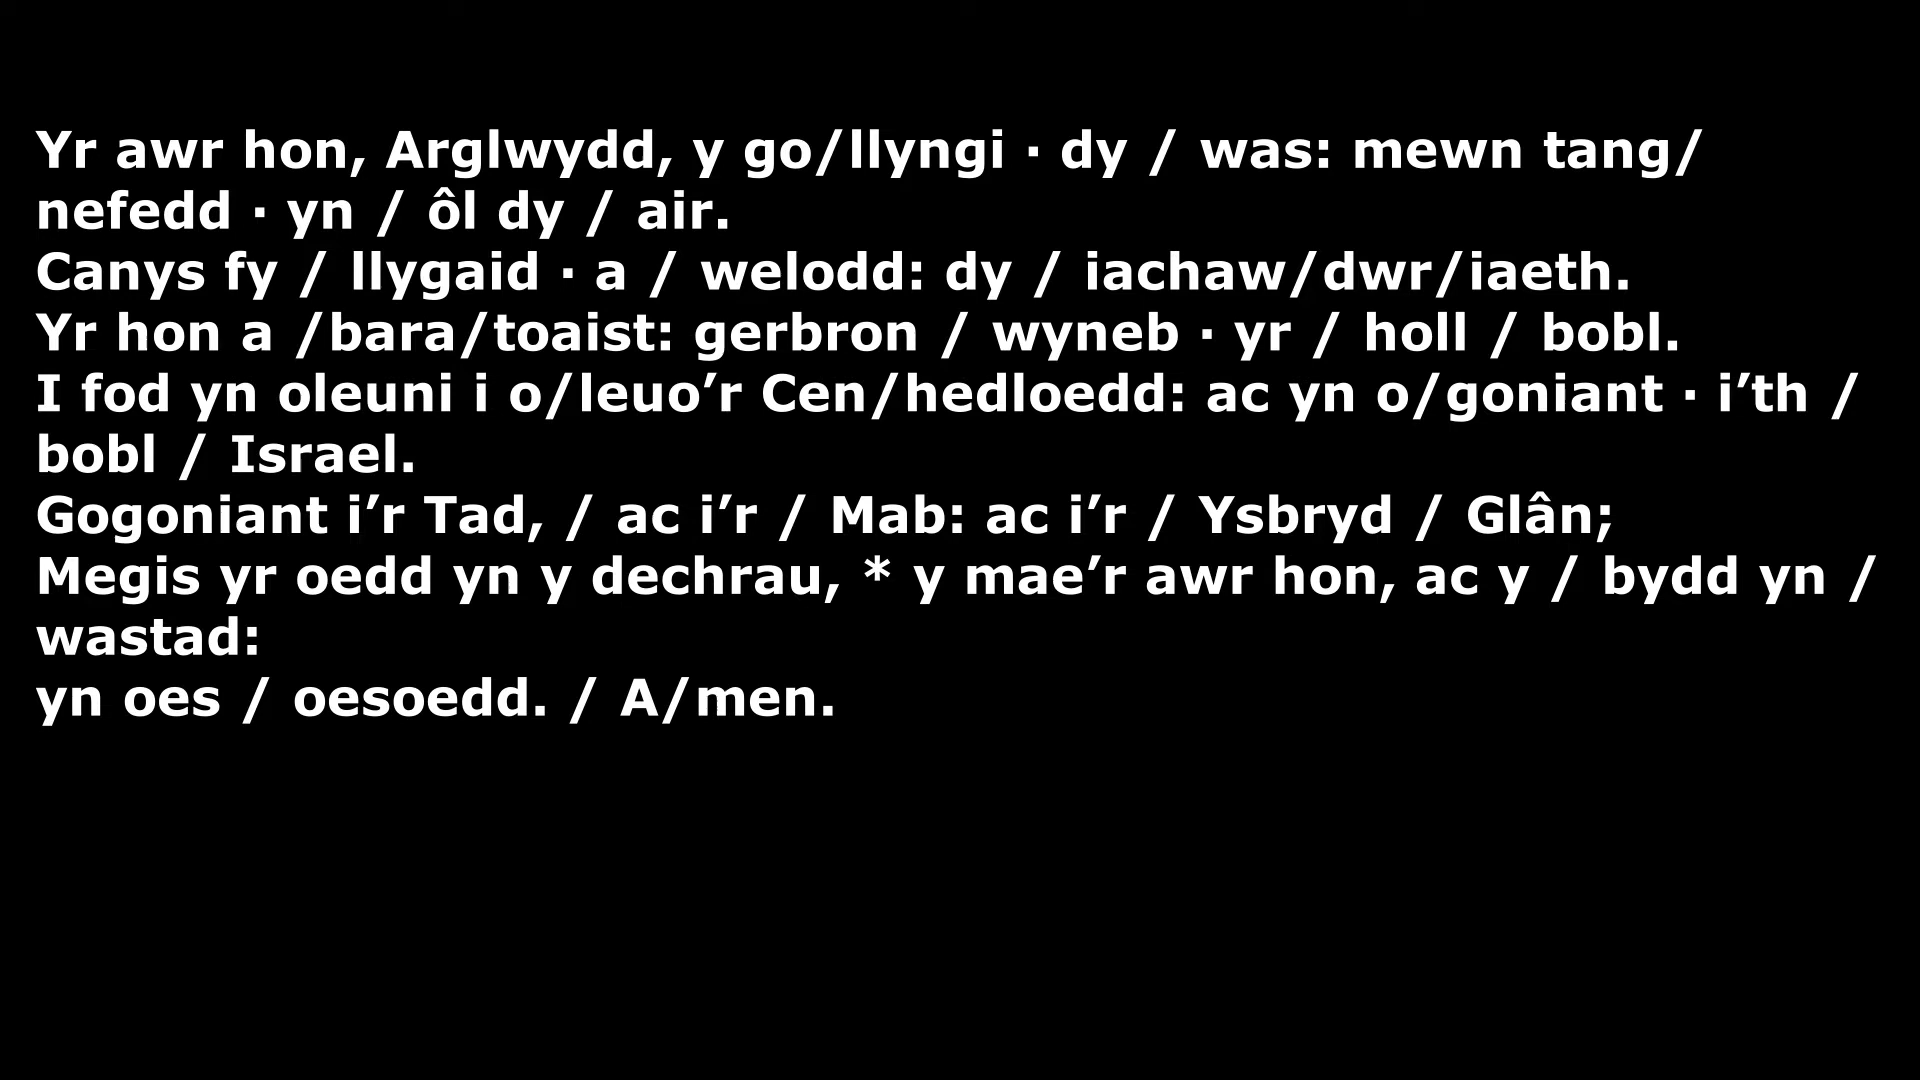 Yr awr hon, Arglwydd, y go/llyngi · dy / was: mewn tang/
nefedd · yn / ôl dy / air.
Canys fy / llygaid · a / welodd: dy / iachaw/dwr/iaeth.
Yr hon a /bara/toaist: gerbron / wyneb · yr / holl / bobl.
I fod yn oleuni i o/leuo’r Cen/hedloedd: ac yn o/goniant · i’th /
bobl / Israel.
Gogoniant i’r Tad, / ac i’r / Mab: ac i’r / Ysbryd / Glân;
Megis yr oedd yn y dechrau, * y mae’r awr hon, ac y / bydd yn /
wastad:
yn oes / oesoedd. / A/men.